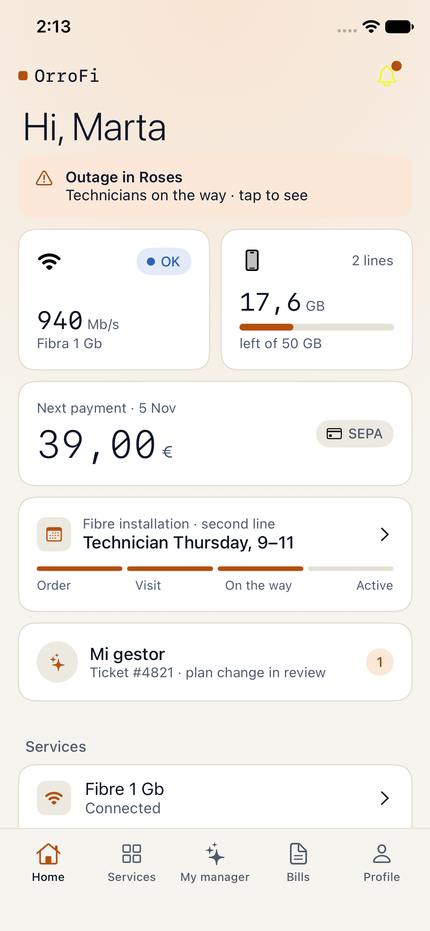 2:13
OrroFi
Hi, Marta
Outage in Roses
Technicians on the way · tap to see
OK
940 Mb/s
Fibra 1 Gb
2 lines
17,6 GB
left of 50 GB
Next payment · 5 Nov
39,00 €
SEPA
Fibre installation · second line
Technician Thursday, 9–11
Order Visit On the way Active
Mi gestor
Ticket #4821 · plan change in review
1
Services
Fibre 1 Gb
Connected
Home Services My manager Bills Profile